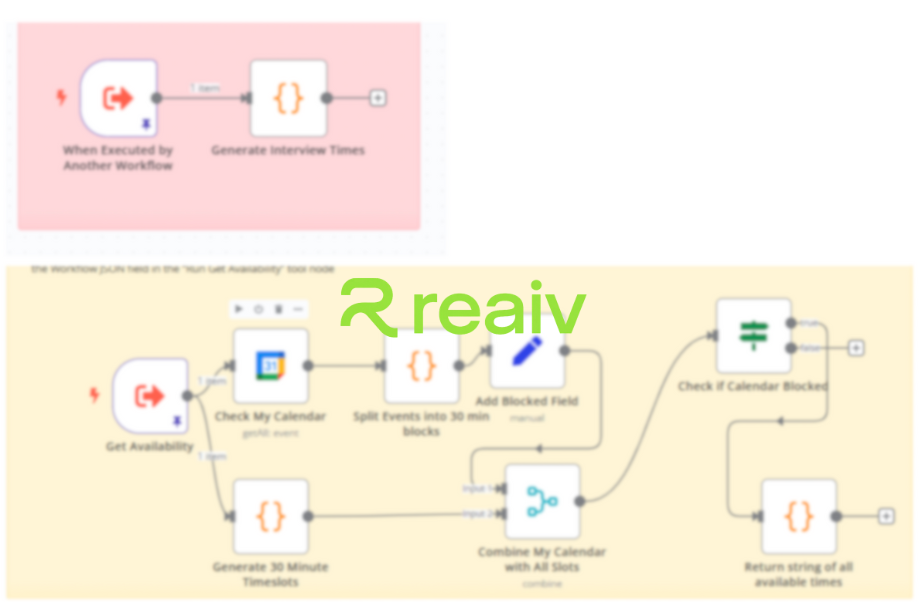 1 item
When Executed by
Another Workflow
Generate Interview Times
the Workflow JSON field in the "Run Get Availability" tool node
reaiv
31
1 item
Check My Calendar
getAll: event
Split Events into 30 min
blocks
Add Blocked Field
manual
true
false
Check if Calendar Blocked
Get Availability
1 item
Input 1
Input 2
Generate 30 Minute
Timeslots
Combine My Calendar
with All Slots
combine
Return string of all
available times